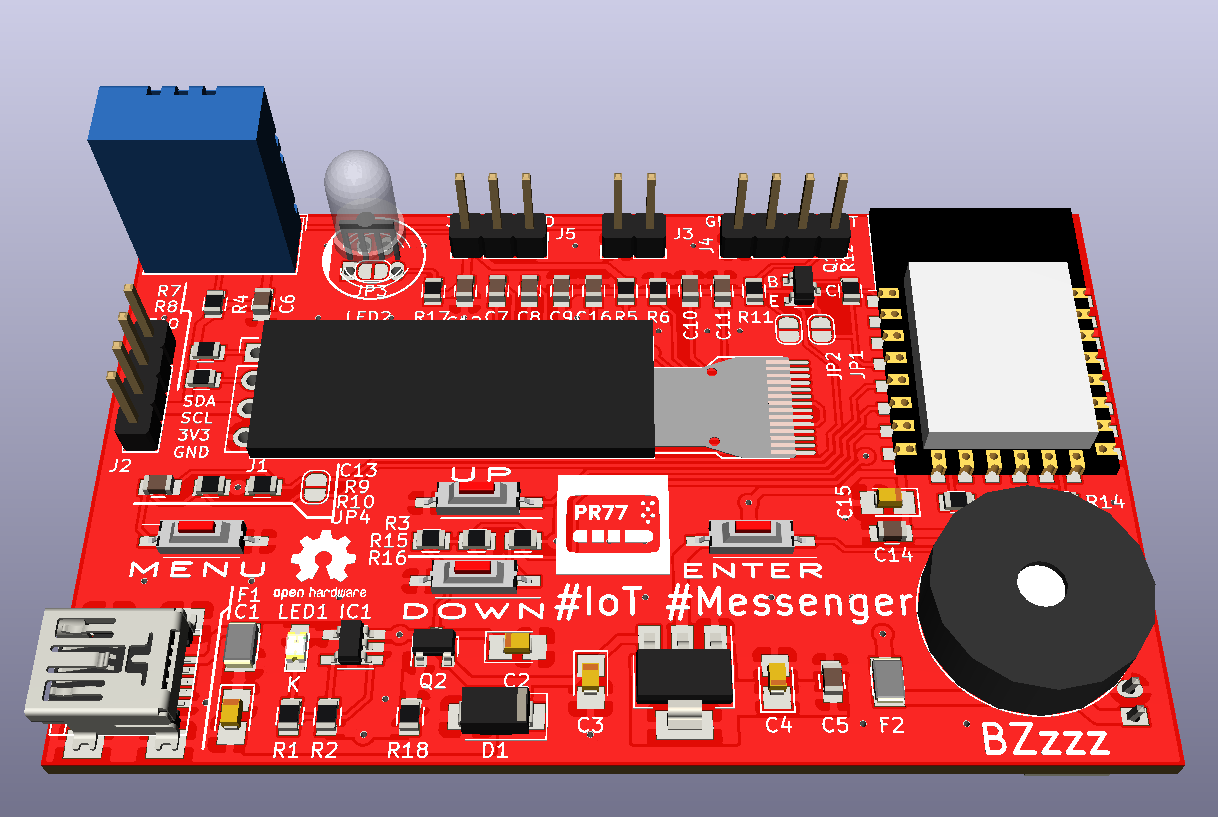 J5
J3
J4
R7
R8
R4
C6
JP3
LED2
R17
C7
C8
C9
C16
R5
R6
C10
C11
R11
B
E
C
JP2
JP1
SDA
SCL
3V3
GND
J2
J1
C13
R9
R10
JP4
UP
R3
R15
R16
PR77
C15
R14
C14
MENU
open hardware
DOWN
ENTER
#IoT #Messenger
F1
C1
LED1
IC1
K
Q2
C2
R1
R2
R18
D1
C3
C4
C5
F2
BZzzz